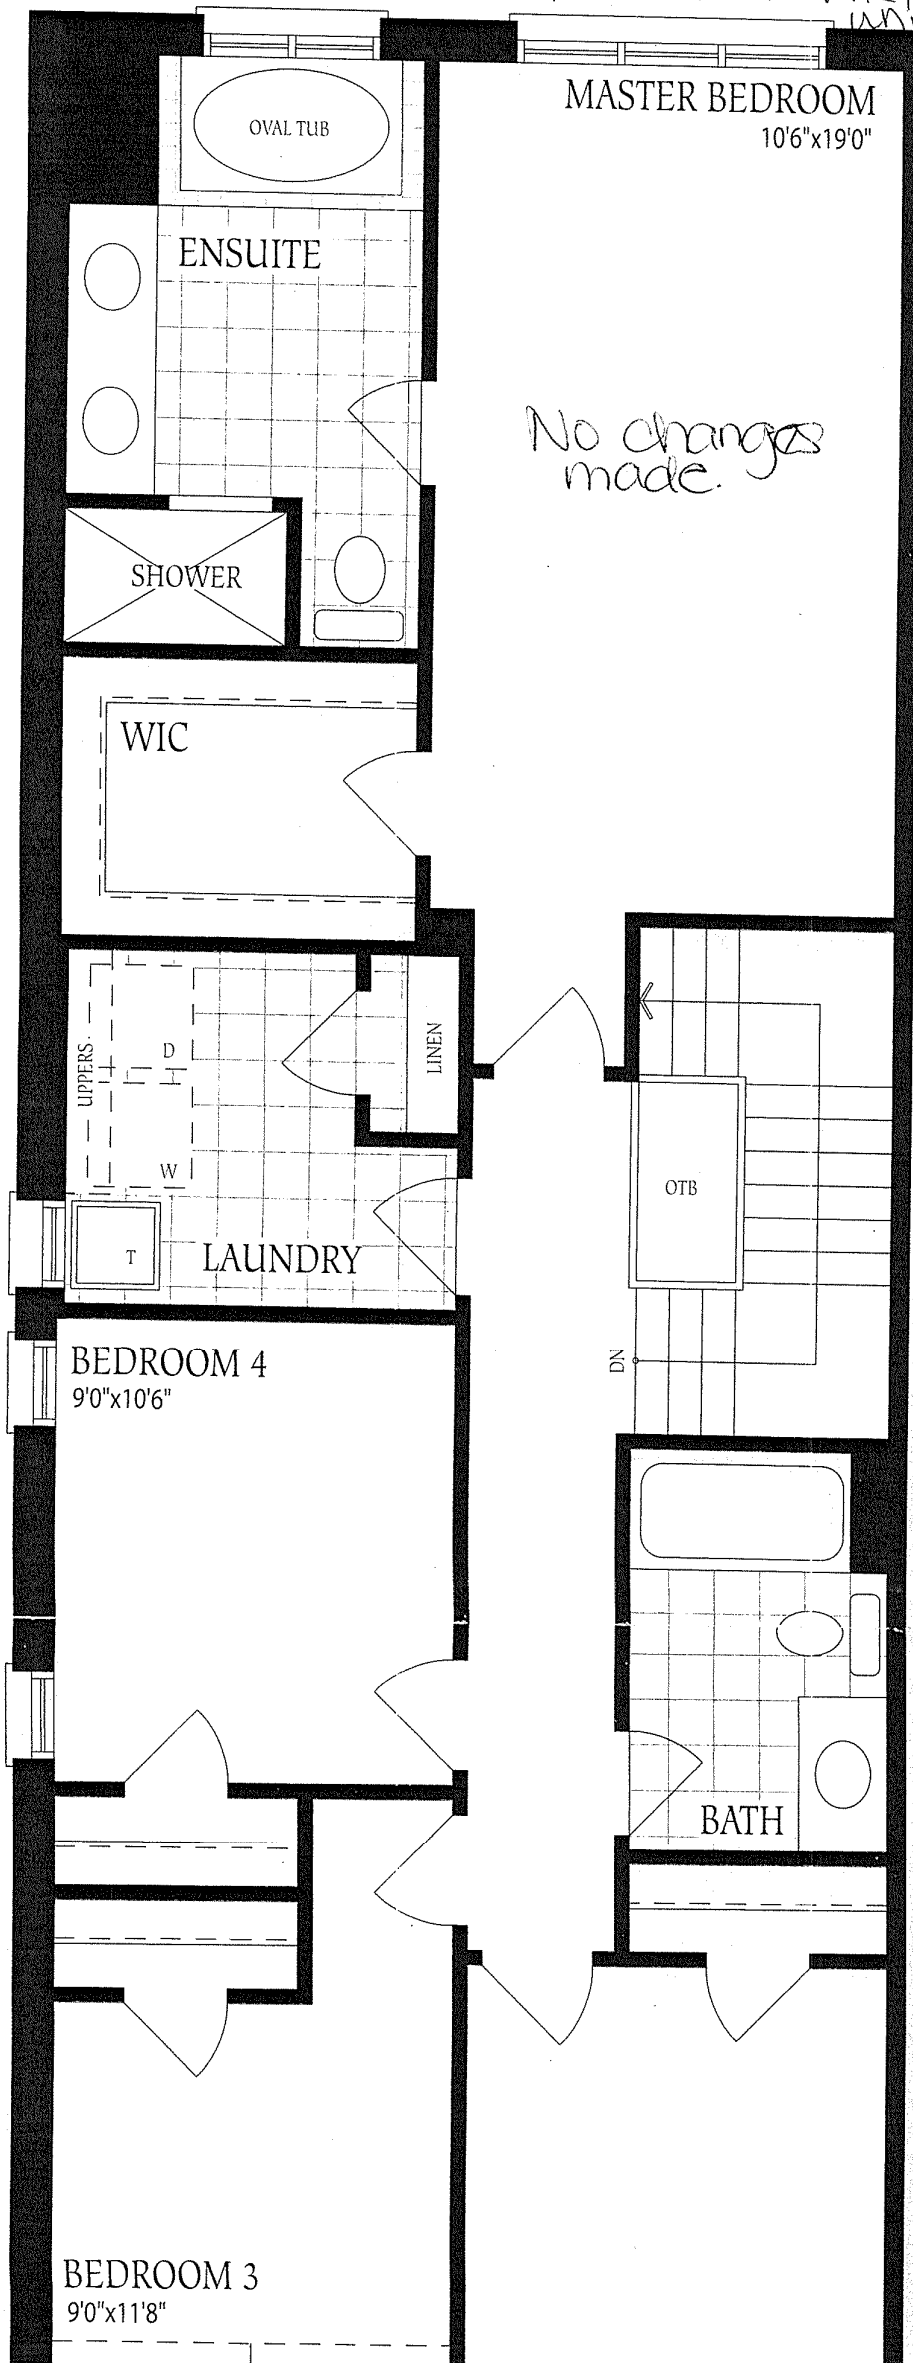 MASTER BEDROOM
10'6"x19'0"
OVAL TUB
ENSUITE
No changes
made.
SHOWER
WIC
UPPERS
D
W
LINEN
T
LAUNDRY
OTB
DN
BEDROOM 4
9'0"x10'6"
BATH
BEDROOM 3
9'0"x11'8"